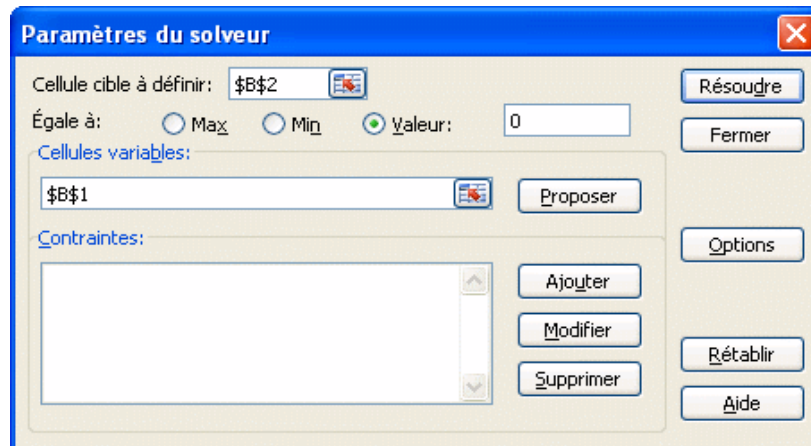 Paramètres du solveur
Cellule cible à définir: $B$2
Résoudre
Égale à: Max Min Valeur: 0
Fermer
Cellules variables:
$B$1 Proposer
Contraintes:
Options
Ajouter
Modifier
Rétablir
Supprimer
Aide